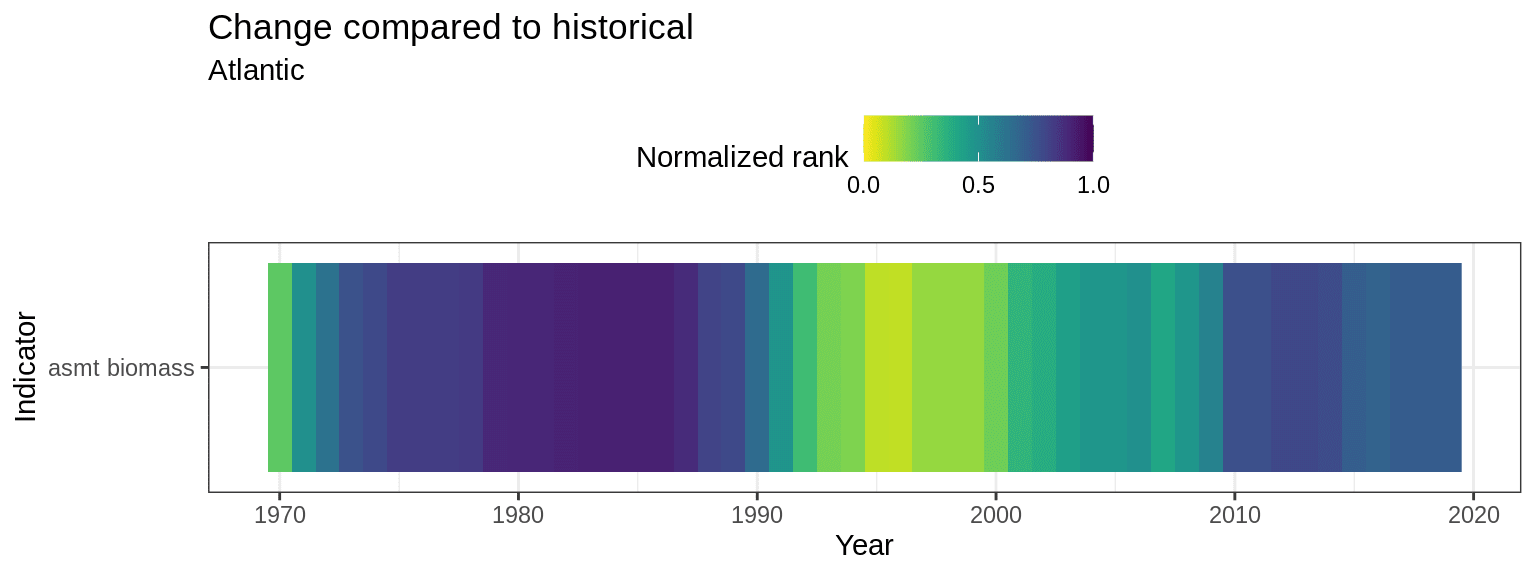 Change compared to historical
Atlantic
Normalized rank
0.0 0.5 1.0
Indicator
asmt biomass
1970 1980 1990 2000 2010 2020
Year